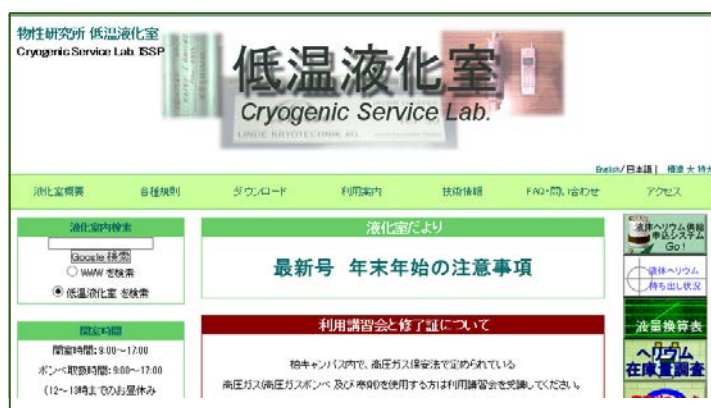 物性研究所 低温液化室
Cryogenic Service Lab. ISSP
低温液化室
Cryogenic Service Lab.
LINDE KRYOTECHNIK AG
English/日本語 | 標準 大 特大
液化室概要 各種規則 ダウンロード 利用案内 技術情報 FAQ・問い合わせ アクセス
液化室内検索
Google 検索
WWW を検索
低温液化室 を検索
開室時間
開室時間:9:00~17:00
ボンベ取扱時間:9:00~17:00
(12~13時までのお昼休み
液化室だより
最新号 年末年始の注意事項
利用講習会と修了証について
柏キャンパス内で、高圧ガス保安法で定められている
高圧ガス(高圧ガスボンベ 及び 寒剤)を使用する方は利用講習会を受講してください。
液体ヘリウム供給
申込システム
Go!
液体ヘリウム
持ち出し状況
液量換算表
ヘリウム
在庫量調査